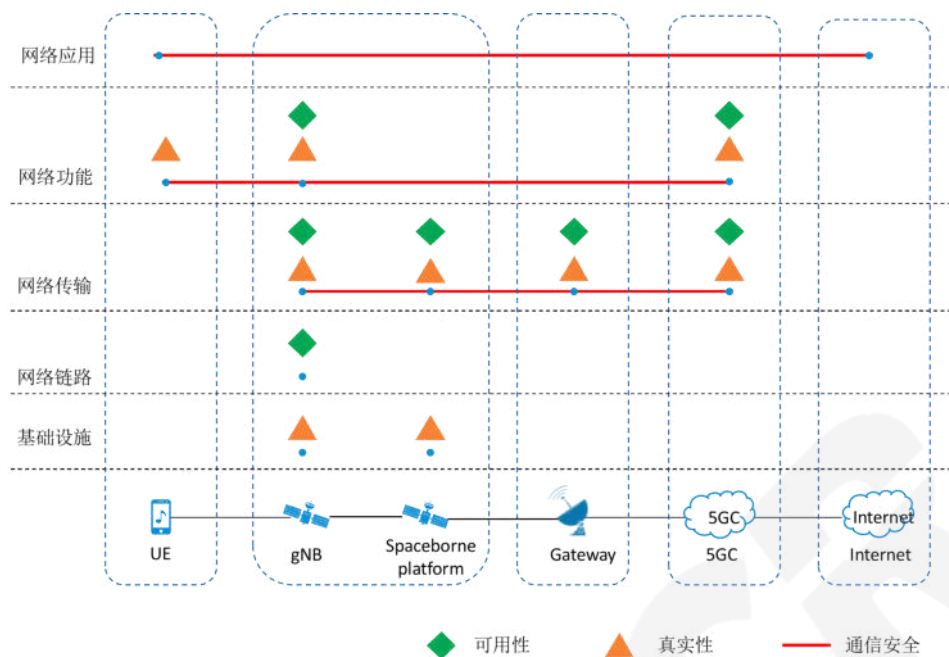 网络应用
网络功能
网络传输
网络链路
基础设施
5GC
Internet
UE
gNB
Spaceborne
platform
Gateway
5GC
Internet
可用性
真实性
通信安全